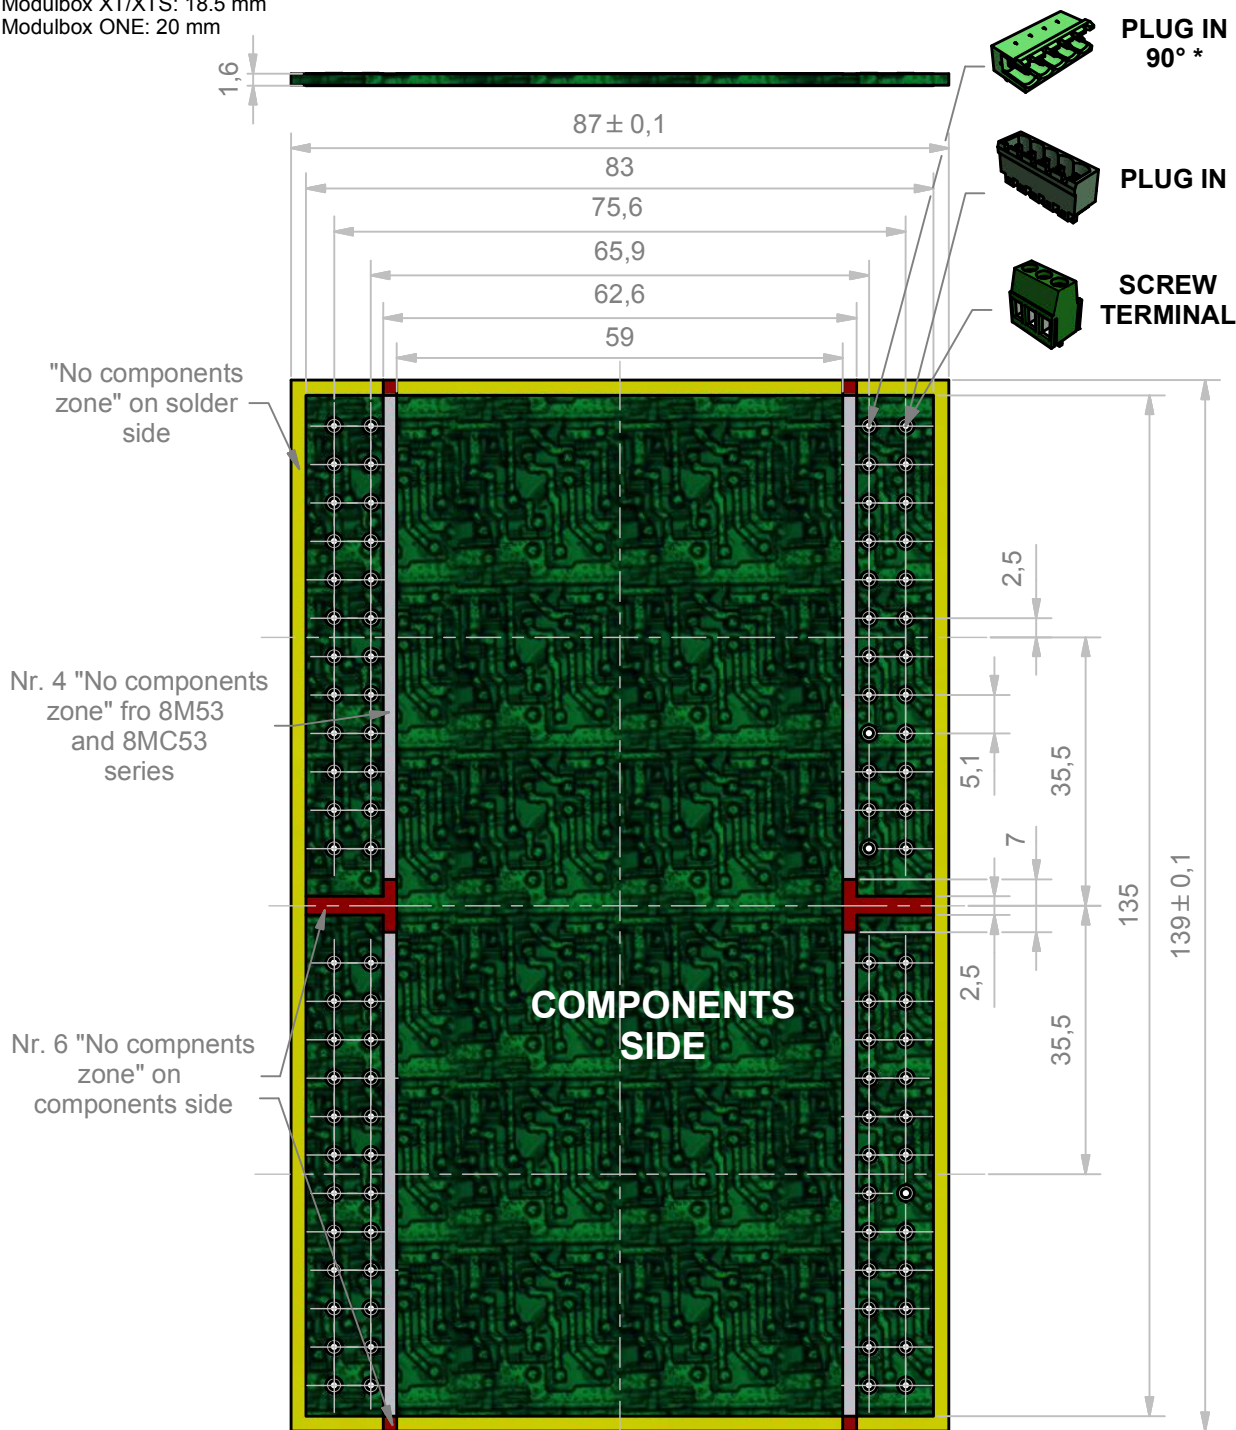 Modulbox XT/XTS: 18.5 mm
Modulbox ONE: 20 mm
PLUG IN
90° *
1,6
87 ± 0,1
83
PLUG IN
75,6
65,9
62,6
SCREW
TERMINAL
59
"No components
zone" on solder
side
2,5
Nr. 4 "No components
zone" fro 8M53
and 8MC53
series
5,1
35,5
7
135
139 ± 0,1
2,5
COMPONENTS
SIDE
35,5
Nr. 6 "No compnents
zone" on
components side